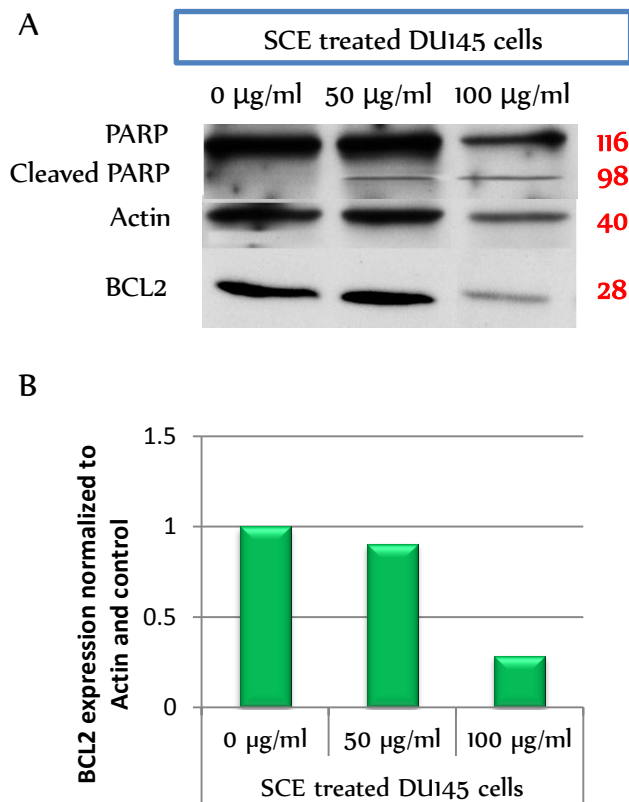 A
SCE treated DU145 cells
0 µg/ml 50 µg/ml 100 µg/ml
PARP 116
Cleaved PARP 98
Actin 40
BCL2 28
B
BCL2 expression normalized to
Actin and control
1.5
1
0.5
0
0 µg/ml 50 µg/ml 100 µg/ml
SCE treated DU145 cells